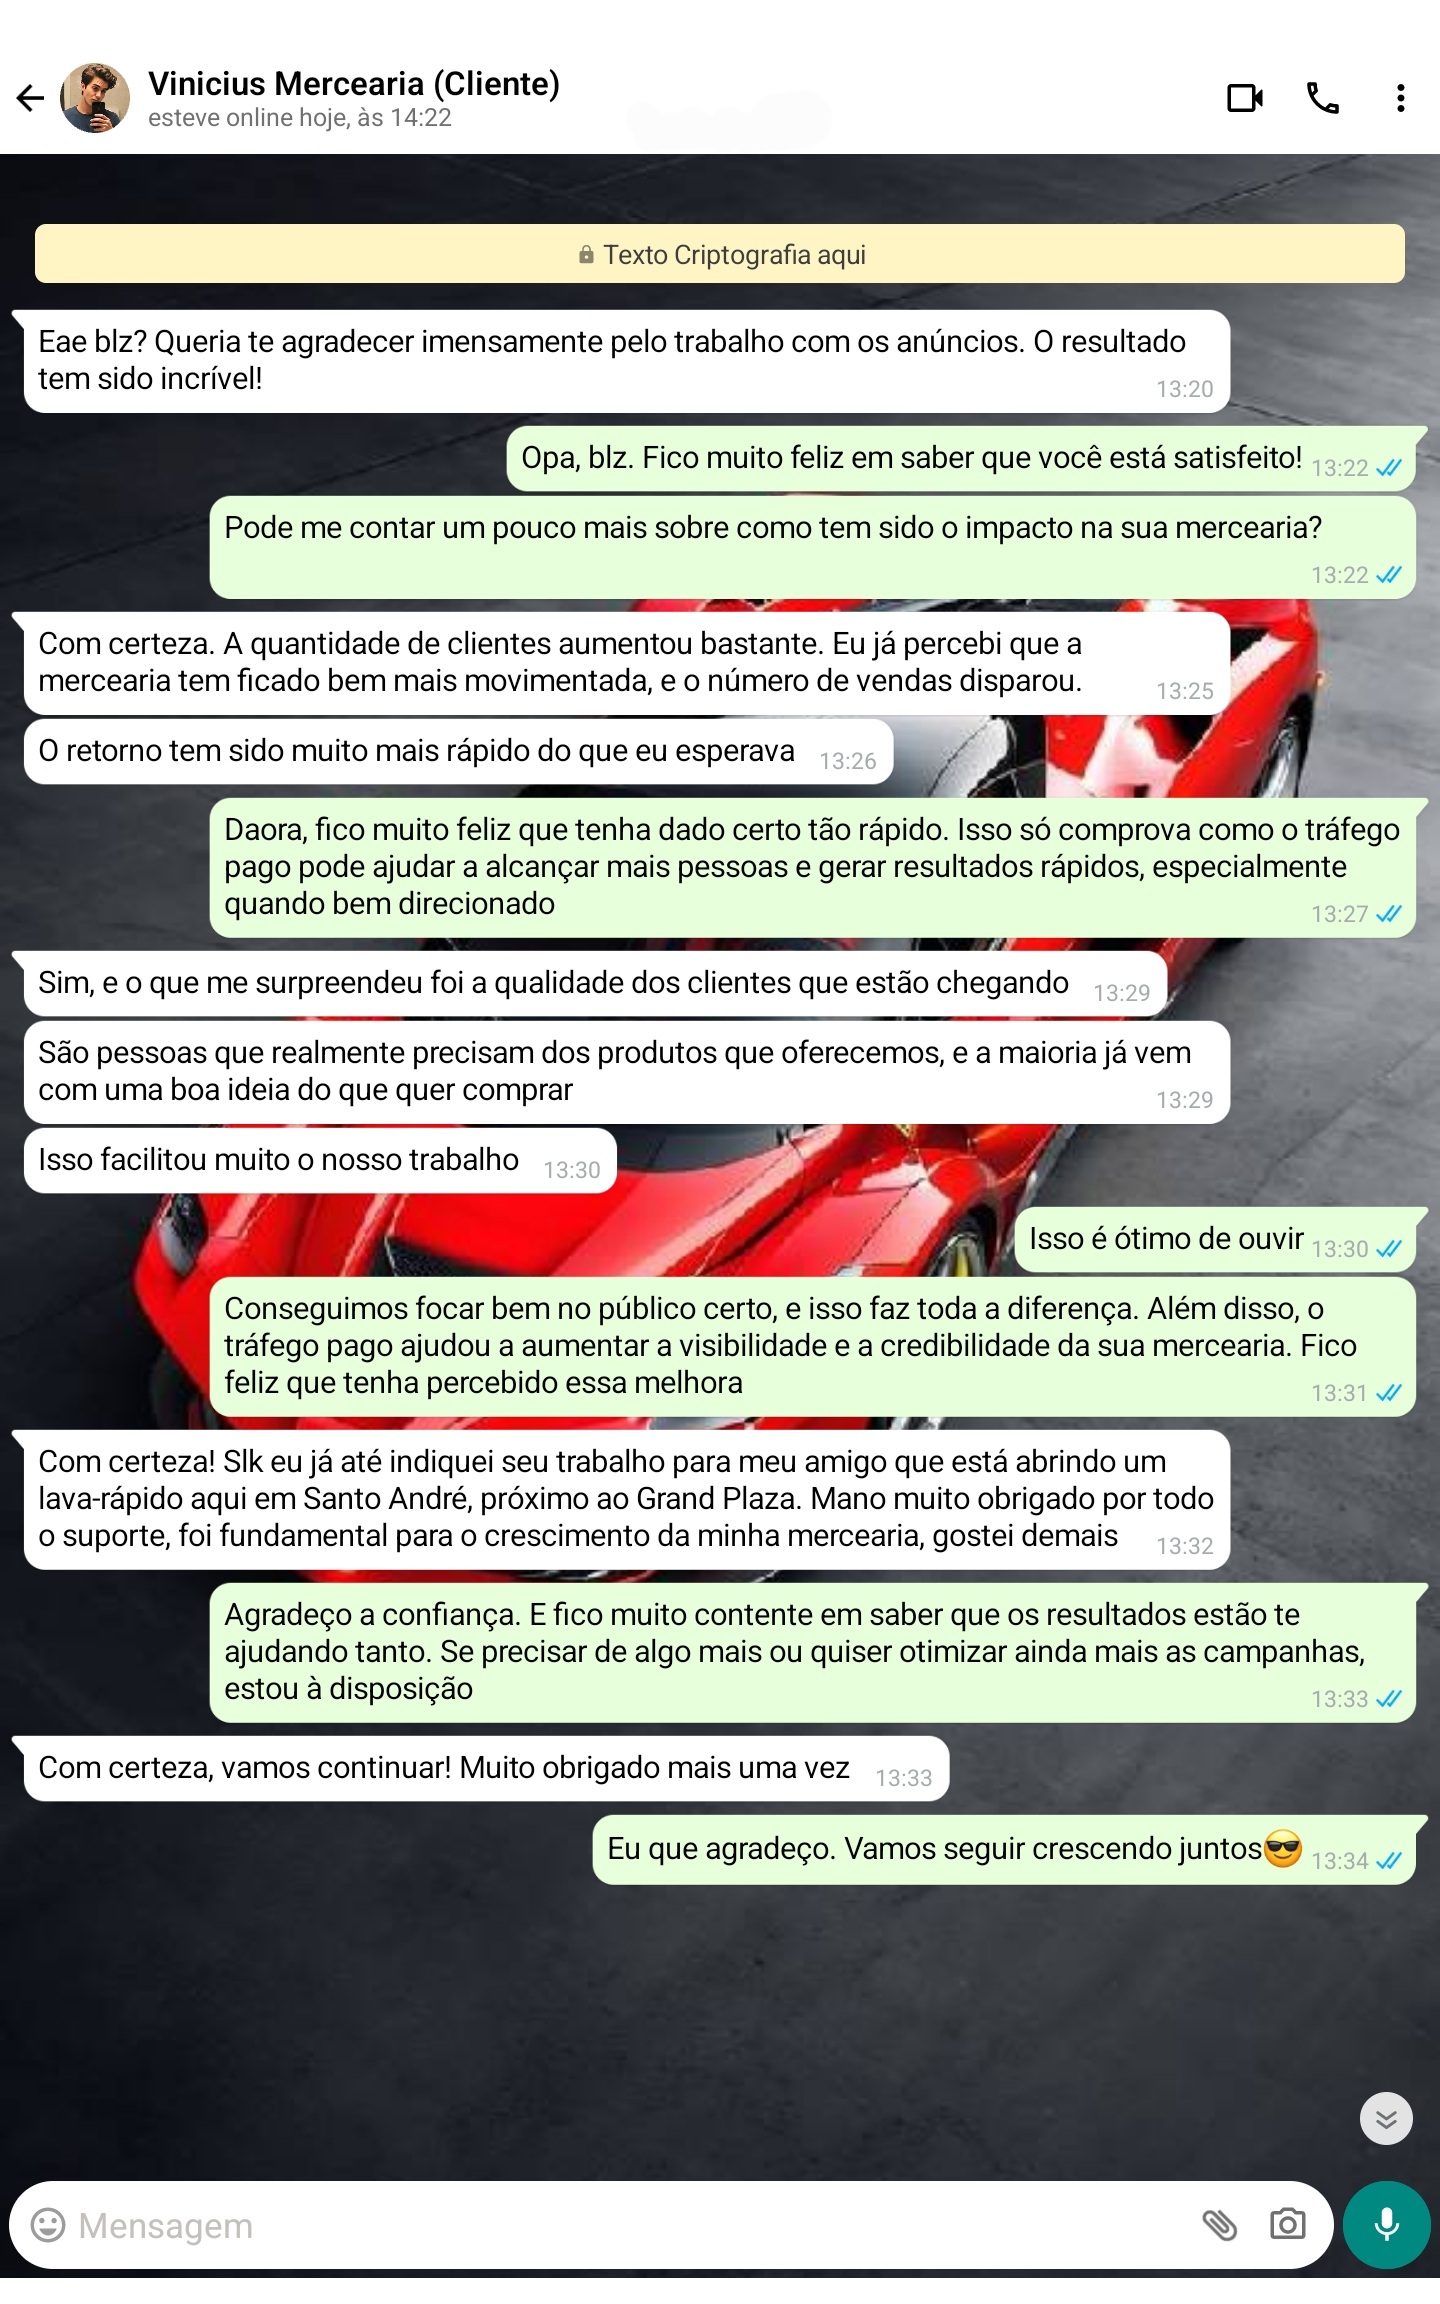 Vinicius Mercearia (Cliente)
esteve online hoje, às 14:22
Texto Criptografia aqui
Eae blz? Queria te agradecer imensamente pelo trabalho com os anúncios. O resultado
tem sido incrível!
13:20
Opa, blz. Fico muito feliz em saber que você está satisfeito! 13:22
Pode me contar um pouco mais sobre como tem sido o impacto na sua mercearia?
13:22
Com certeza. A quantidade de clientes aumentou bastante. Eu já percebi que a
mercearia tem ficado bem mais movimentada, e o número de vendas disparou. 13:25
O retorno tem sido muito mais rápido do que eu esperava 13:26
Daora, fico muito feliz que tenha dado certo tão rápido. Isso só comprova como o tráfego
pago pode ajudar a alcançar mais pessoas e gerar resultados rápidos, especialmente
quando bem direcionado 13:27
Sim, e o que me surpreendeu foi a qualidade dos clientes que estão chegando 13:29
São pessoas que realmente precisam dos produtos que oferecemos, e a maioria já vem
com uma boa ideia do que quer comprar 13:29
Isso facilitou muito o nosso trabalho 13:30
Isso é ótimo de ouvir 13:30
Conseguimos focar bem no público certo, e isso faz toda a diferença. Além disso, o
tráfego pago ajudou a aumentar a visibilidade e a credibilidade da sua mercearia. Fico
feliz que tenha percebido essa melhora 13:31
Com certeza! Slk eu já até indiquei seu trabalho para meu amigo que está abrindo um
lava-rápido aqui em Santo André, próximo ao Grand Plaza. Mano muito obrigado por todo
o suporte, foi fundamental para o crescimento da minha mercearia, gostei demais 13:32
Agradeço a confiança. E fico muito contente em saber que os resultados estão te
ajudando tanto. Se precisar de algo mais ou quiser otimizar ainda mais as campanhas,
estou à disposição 13:33
Com certeza, vamos continuar! Muito obrigado mais uma vez 13:33
Eu que agradeço. Vamos seguir crescendo juntos😎 13:34
Mensagem